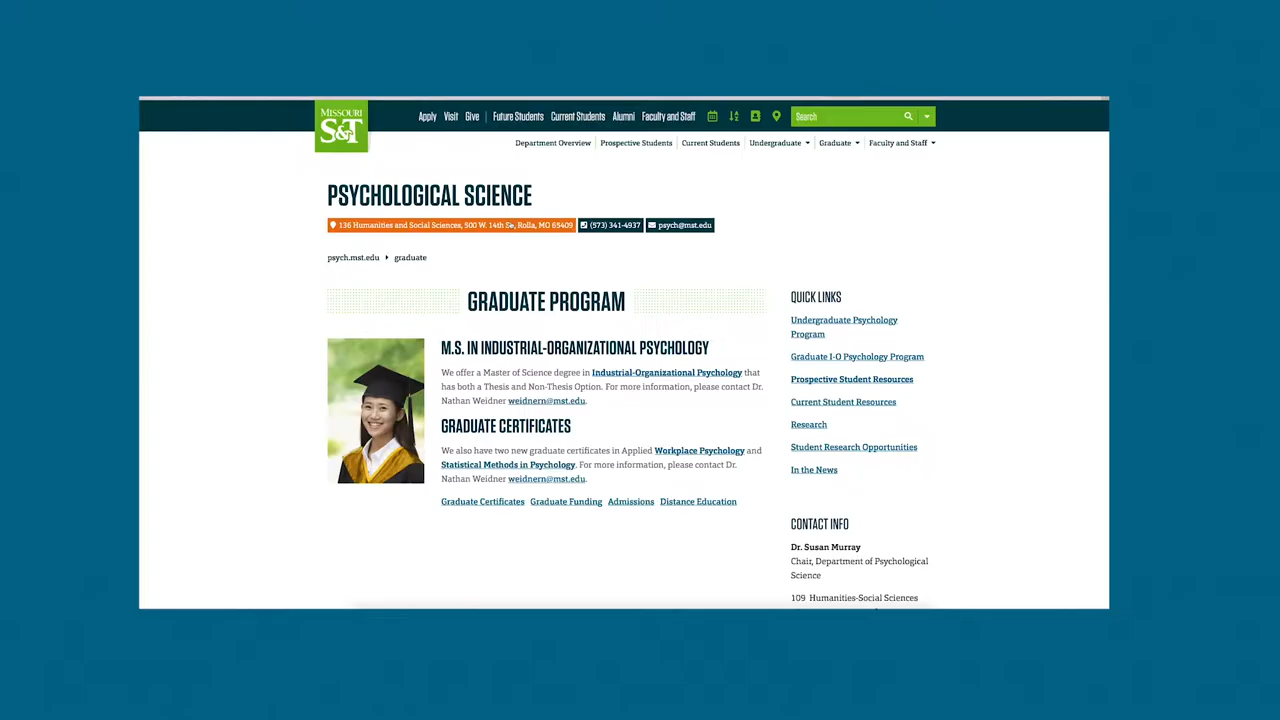 MISSOURI
S&T
Apply Visit Give Future Students Current Students Alumni Faculty and Staff
Search
Department Overview Prospective Students Current Students Undergraduate Graduate Faculty and Staff
PSYCHOLOGICAL SCIENCE
136 Humanities and Social Sciences, 500 W. 14th St, Rolla, MO 65409 (573) 341-4937 psych@mst.edu
psych.mst.edu graduate
GRADUATE PROGRAM
M.S. IN INDUSTRIAL-ORGANIZATIONAL PSYCHOLOGY
We offer a Master of Science degree in Industrial-Organizational Psychology that
has both a Thesis and Non-Thesis Option. For more information, please contact Dr.
Nathan Weidner weidnern@mst.edu.
GRADUATE CERTIFICATES
We also have two new graduate certificates in Applied Workplace Psychology and
Statistical Methods in Psychology. For more information, please contact Dr.
Nathan Weidner weidnern@mst.edu.
Graduate Certificates Graduate Funding Admissions Distance Education
QUICK LINKS
Undergraduate Psychology
Program
Graduate I-O Psychology Program
Prospective Student Resources
Current Student Resources
Research
Student Research Opportunities
In the News
CONTACT INFO
Dr. Susan Murray
Chair, Department of Psychological
Science
109 Humanities-Social Sciences